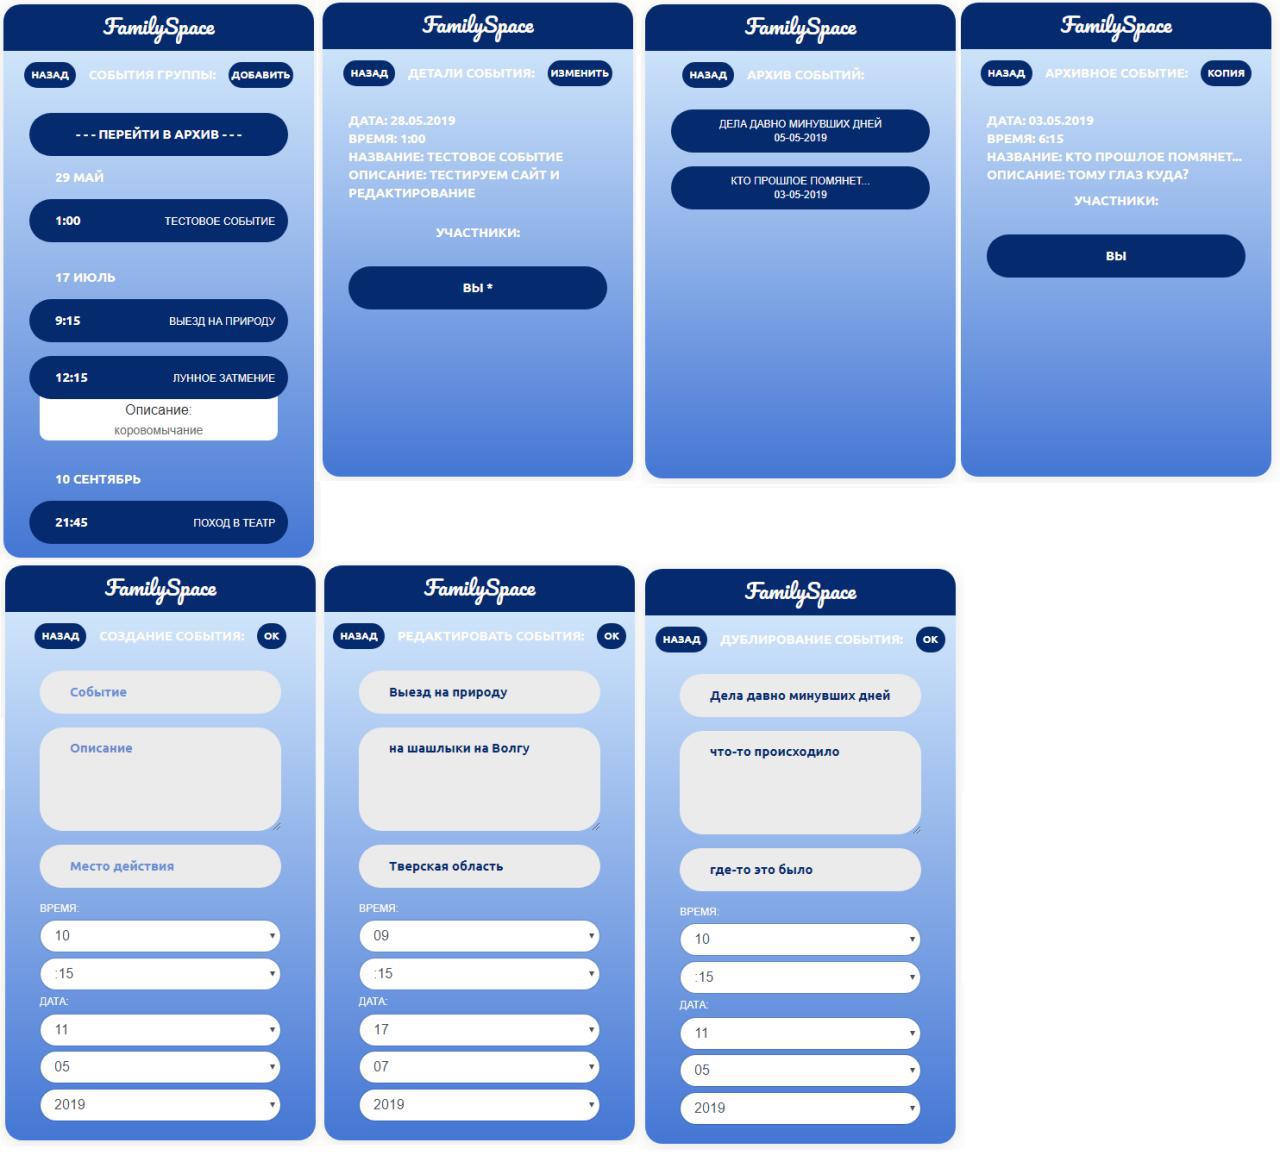 FamilySpace
НАЗАД
СОБЫТИЯ ГРУППЫ:
ДОБАВИТЬ
- - - ПЕРЕЙТИ В АРХИВ - - -
29 МАЙ
1:00 ТЕСТОВОЕ СОБЫТИЕ
17 ИЮЛЬ
9:15 ВЫЕЗД НА ПРИРОДУ
12:15 ЛУННОЕ ЗАТМЕНИЕ
Описание:
коровомычание
10 СЕНТЯБРЬ
21:45 ПОХОД В ТЕАТР
FamilySpace
НАЗАД
ДЕТАЛИ СОБЫТИЯ:
ИЗМЕНИТЬ
ДАТА: 28.05.2019
ВРЕМЯ: 1:00
НАЗВАНИЕ: ТЕСТОВОЕ СОБЫТИЕ
ОПИСАНИЕ: ТЕСТИРУЕМ САЙТ И
РЕДАКТИРОВАНИЕ
УЧАСТНИКИ:
ВЫ *
FamilySpace
НАЗАД
АРХИВ СОБЫТИЙ:
ДЕЛА ДАВНО МИНУВШИХ ДНЕЙ
05-05-2019
КТО ПРОШЛОЕ ПОМЯНЕТ...
03-05-2019
FamilySpace
НАЗАД
АРХИВНОЕ СОБЫТИЕ:
КОПИЯ
ДАТА: 03.05.2019
ВРЕМЯ: 6:15
НАЗВАНИЕ: КТО ПРОШЛОЕ ПОМЯНЕТ...
ОПИСАНИЕ: ТОМУ ГЛАЗ КУДА?
УЧАСТНИКИ:
ВЫ
FamilySpace
НАЗАД
СОЗДАНИЕ СОБЫТИЯ:
ОК
Событие
Описание
Место действия
ВРЕМЯ:
10
:15
ДАТА:
11
05
2019
FamilySpace
НАЗАД
РЕДАКТИРОВАТЬ СОБЫТИЯ:
ОК
Выезд на природу
на шашлыки на Волгу
Тверская область
ВРЕМЯ:
09
:15
ДАТА:
17
07
2019
FamilySpace
НАЗАД
ДУБЛИРОВАНИЕ СОБЫТИЯ:
ОК
Дела давно минувших дней
что-то происходило
где-то это было
ВРЕМЯ:
10
:15
ДАТА:
11
05
2019